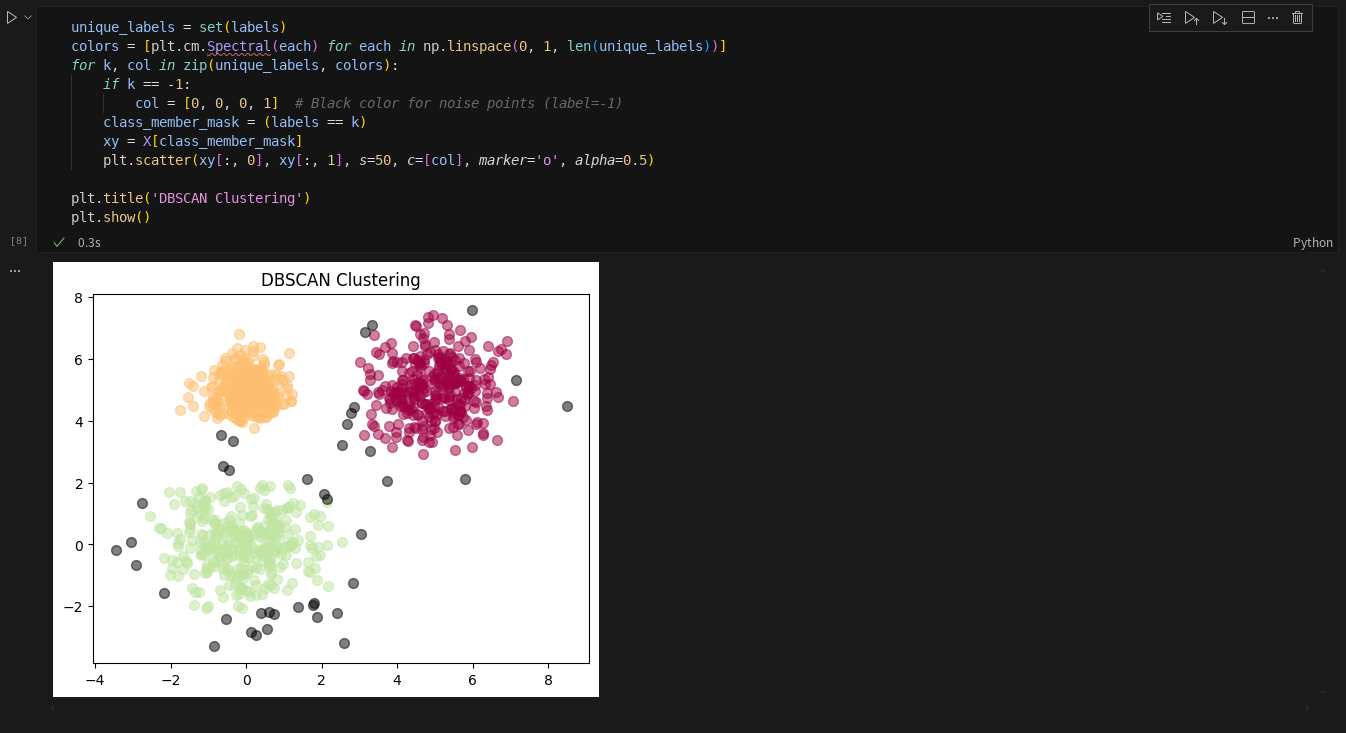 unique_labels = set(labels)
colors = [plt.cm.Spectral(each) for each in np.linspace(0, 1, len(unique_labels))]
for k, col in zip(unique_labels, colors):
    if k == -1:
        col = [0, 0, 0, 1]  # Black color for noise points (label=-1)
    class_member_mask = (labels == k)
    xy = X[class_member_mask]
    plt.scatter(xy[:, 0], xy[:, 1], s=50, c=[col], marker='o', alpha=0.5)
plt.title('DBSCAN Clustering')
plt.show()
[8]
0.3s
Python
DBSCAN Clustering
8
6
4
2
0
−2
−4 −2 0 2 4 6 8